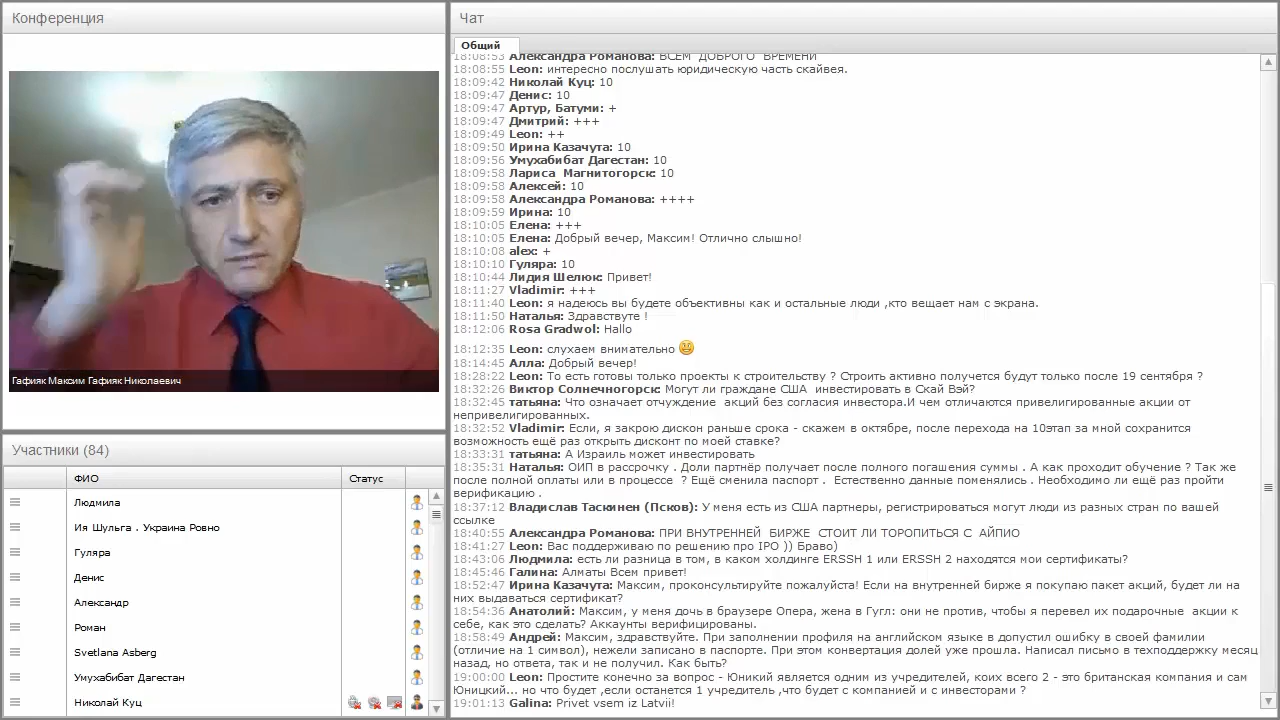 Конференция
Гафияк Максим Гафияк Николаевич
Участники (84)
ФИО
Статус
Людмила
Ия Шульга . Украина Ровно
Гуляра
Денис
Александр
Роман
Svetlana Asberg
Умухабибат Дагестан
Николай Куц
Чат
Общий
18:08:53 Александра Романова: ВСЕМ ДОБРОГО ВРЕМЕНИ
18:08:55 Leon: интересно послушать юридическую часть скайвея.
18:09:42 Николай Куц: 10
18:09:47 Денис: 10
18:09:47 Артур, Батуми: +
18:09:47 Дмитрий: +++
18:09:49 Leon: ++
18:09:50 Ирина Казачута: 10
18:09:56 Умухабибат Дагестан: 10
18:09:58 Лариса Магнитогорск: 10
18:09:58 Алексей: 10
18:09:58 Александра Романова: ++++
18:09:59 Ирина: 10
18:10:05 Елена: +++
18:10:05 Елена: Добрый вечер, Максим! Отлично слышно!
18:10:08 alex: +
18:10:10 Гуляра: 10
18:10:44 Лидия Шелюк: Привет!
18:11:27 Vladimir: +++
18:11:40 Leon: я надеюсь вы будете объективны как и остальные люди ,кто вещает нам с экрана.
18:11:50 Наталья: Здравствуте !
18:12:06 Rosa Gradwol: Hallo
18:12:35 Leon: слухаем внимательно
18:14:45 Алла: Добрый вечер!
18:28:22 Leon: То есть готовы только проекты к строительству ? Строить активно получется будут только после 19 сентября ?
18:32:26 Виктор Солнечногорск: Могут ли граждане США инвестировать в Скай Вэй?
18:32:45 татьяна: Что означает отчуждение акций без согласия инвестора.И чем отличаются привелигированные акции от
непривелигированных.
18:32:52 Vladimir: Если, я закрою дискон раньше срока - скажем в октябре, после перехода на 10этап за мной сохранится
возможность ещё раз открыть дисконт по моей ставке?
18:33:31 татьяна: А Израиль может инвестировать
18:35:31 Наталья: ОИП в рассрочку . Доли партнёр получает после полного погашения суммы . А как проходит обучение ? Так же
после полной оплаты или в процессе ? Ещё сменила паспорт . Естественно данные поменялись . Необходимо ли ещё раз пройти
верификацию .
18:37:12 Владислав Таскинен (Псков): У меня есть из США партнеры, регистрироваться могут люди из разных стран по вашей
ссылке
18:40:55 Александра Романова: ПРИ ВНУТРЕННЕЙ БИРЖЕ СТОИТ ЛИ ТОРОПИТЬСЯ С АЙПИО
18:41:27 Leon: Вас поддерживаю по решению про IPO )) Браво)
18:43:06 Людмила: есть ли разница в том, в каком холдинге ERSSH 1 или ERSSH 2 находятся мои сертификаты?
18:45:46 Галина: Алматы Всем привет!
18:52:47 Ирина Казачута: Максим, проконсультируйте пожалуйста! Если на внутренней бирже я покупаю пакет акций, будет ли на
них выдаваться сертификат?
18:54:36 Анатолий: Максим, у меня дочь в браузере Опера, жена в Гугл: они не против, чтобы я перевел их подарочные акции к
себе, как это сделать? Аккаунты верифицированы.
18:58:49 Андрей: Максим, здравствуйте. При заполнении профиля на английском языке в допустил ошибку в своей фамилии
(отличие на 1 символ), нежели записано в паспорте. При этом конвертация долей уже прошла. Написал письмо в техподдержку месяц
назад, но ответа, так и не получил. Как быть?
19:00:00 Leon: Простите конечно за вопрос - Юникий является одним из учредителей, коих всего 2 - это британская компания и сам
Юницкий... но что будет ,если останется 1 учредитель ,что будет с компанией и с инвесторами ?
19:01:13 Galina: Privet vsem iz Latvii!